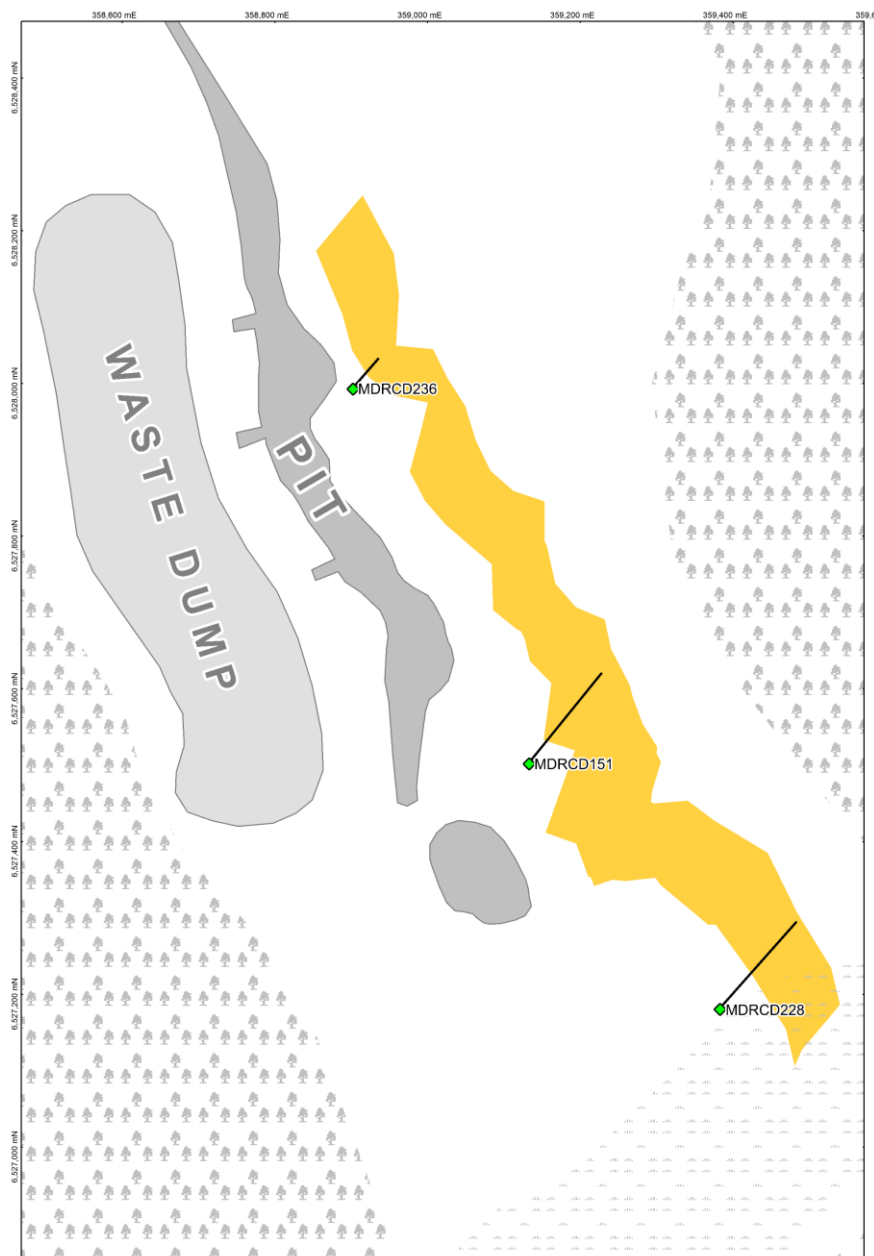 358,600 mE
358,800 mE
359,000 mE
359,200 mE
359,400 mE
359,6
6,528,400 mN
6,528,200 mN
6,528,000 mN
6,527,800 mN
6,527,600 mN
6,527,400 mN
6,527,200 mN
6,527,000 mN
WASTE DUMP
PIT
MDRCD236
MDRCD151
MDRCD228